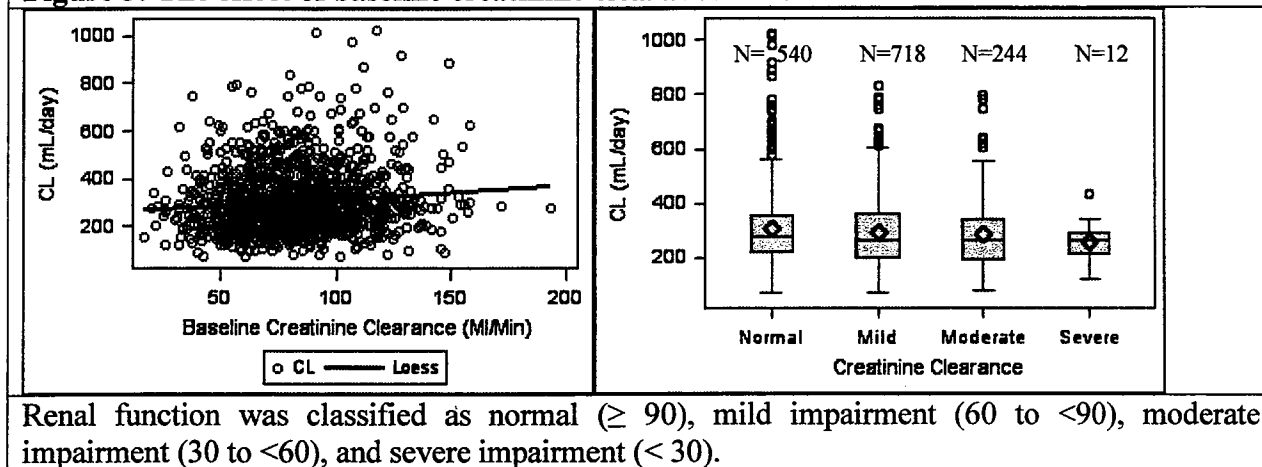 1000
800
600
400
200
CL (mL/day)
50 100 150 200
Baseline Creatinine Clearance (Ml/Min)
CL Loess
N= 540 N=718 N=244 N=12
1000
800
600
400
200
CL (mL/day)
Normal Mild Moderate Severe
Creatinine Clearance
Renal function was classified as normal (≥ 90), mild impairment (60 to <90), moderate
impairment (30 to <60), and severe impairment (< 30).